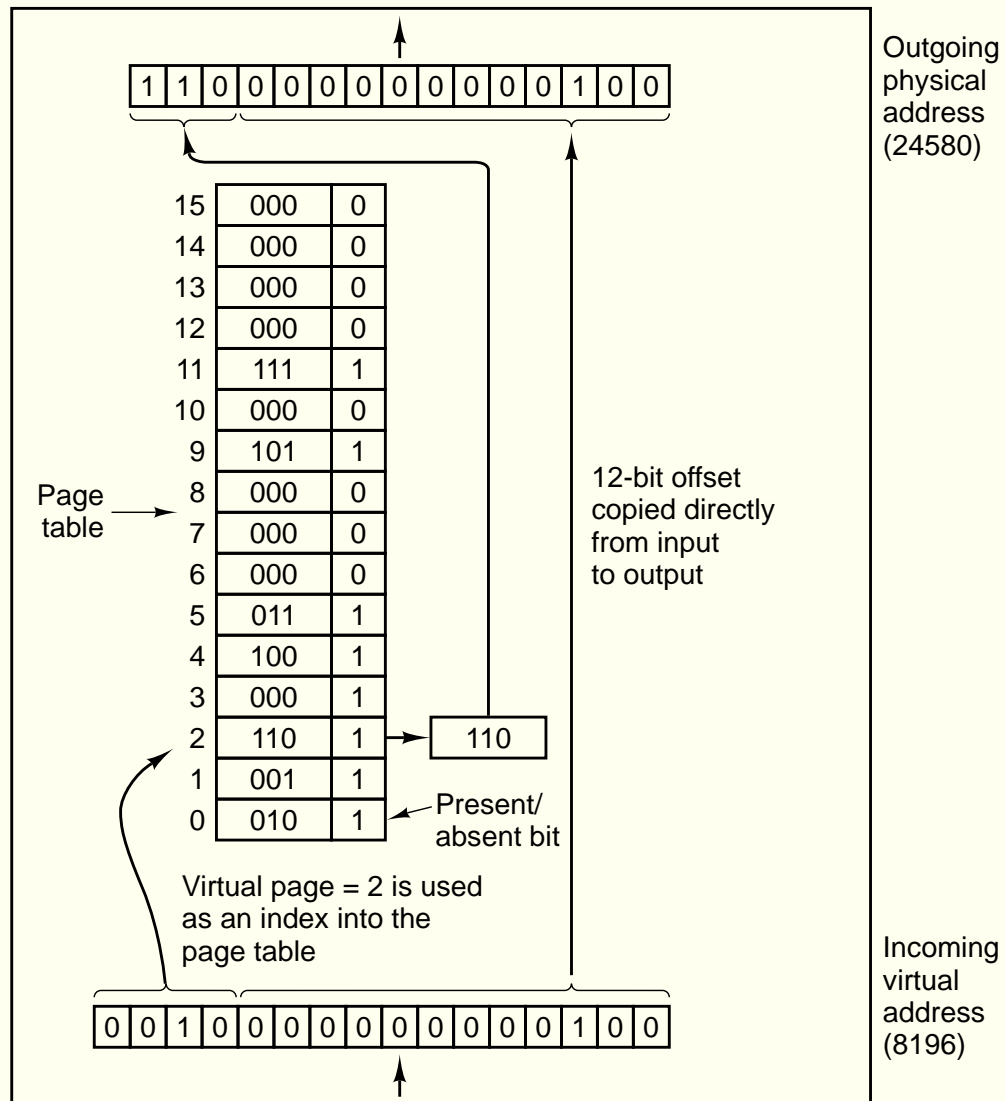 Outgoing
physical
address
(24580)
1 1 0 0 0 0 0 0 0 0 0 0 1 0 0
15 000 0
14 000 0
13 000 0
12 000 0
11 111 1
10 000 0
9 101 1
8 000 0
7 000 0
6 000 0
5 011 1
4 100 1
3 000 1
2 110 1 110
1 001 1
0 010 1
Page
table
12-bit offset
copied directly
from input
to output
Present/
absent bit
Virtual page = 2 is used
as an index into the
page table
0 0 1 0 0 0 0 0 0 0 0 0 0 1 0 0
Incoming
virtual
address
(8196)